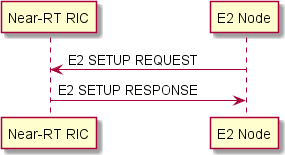 Near-RT RIC E2 Node
E2 SETUP REQUEST
E2 SETUP RESPONSE
Near-RT RIC E2 Node